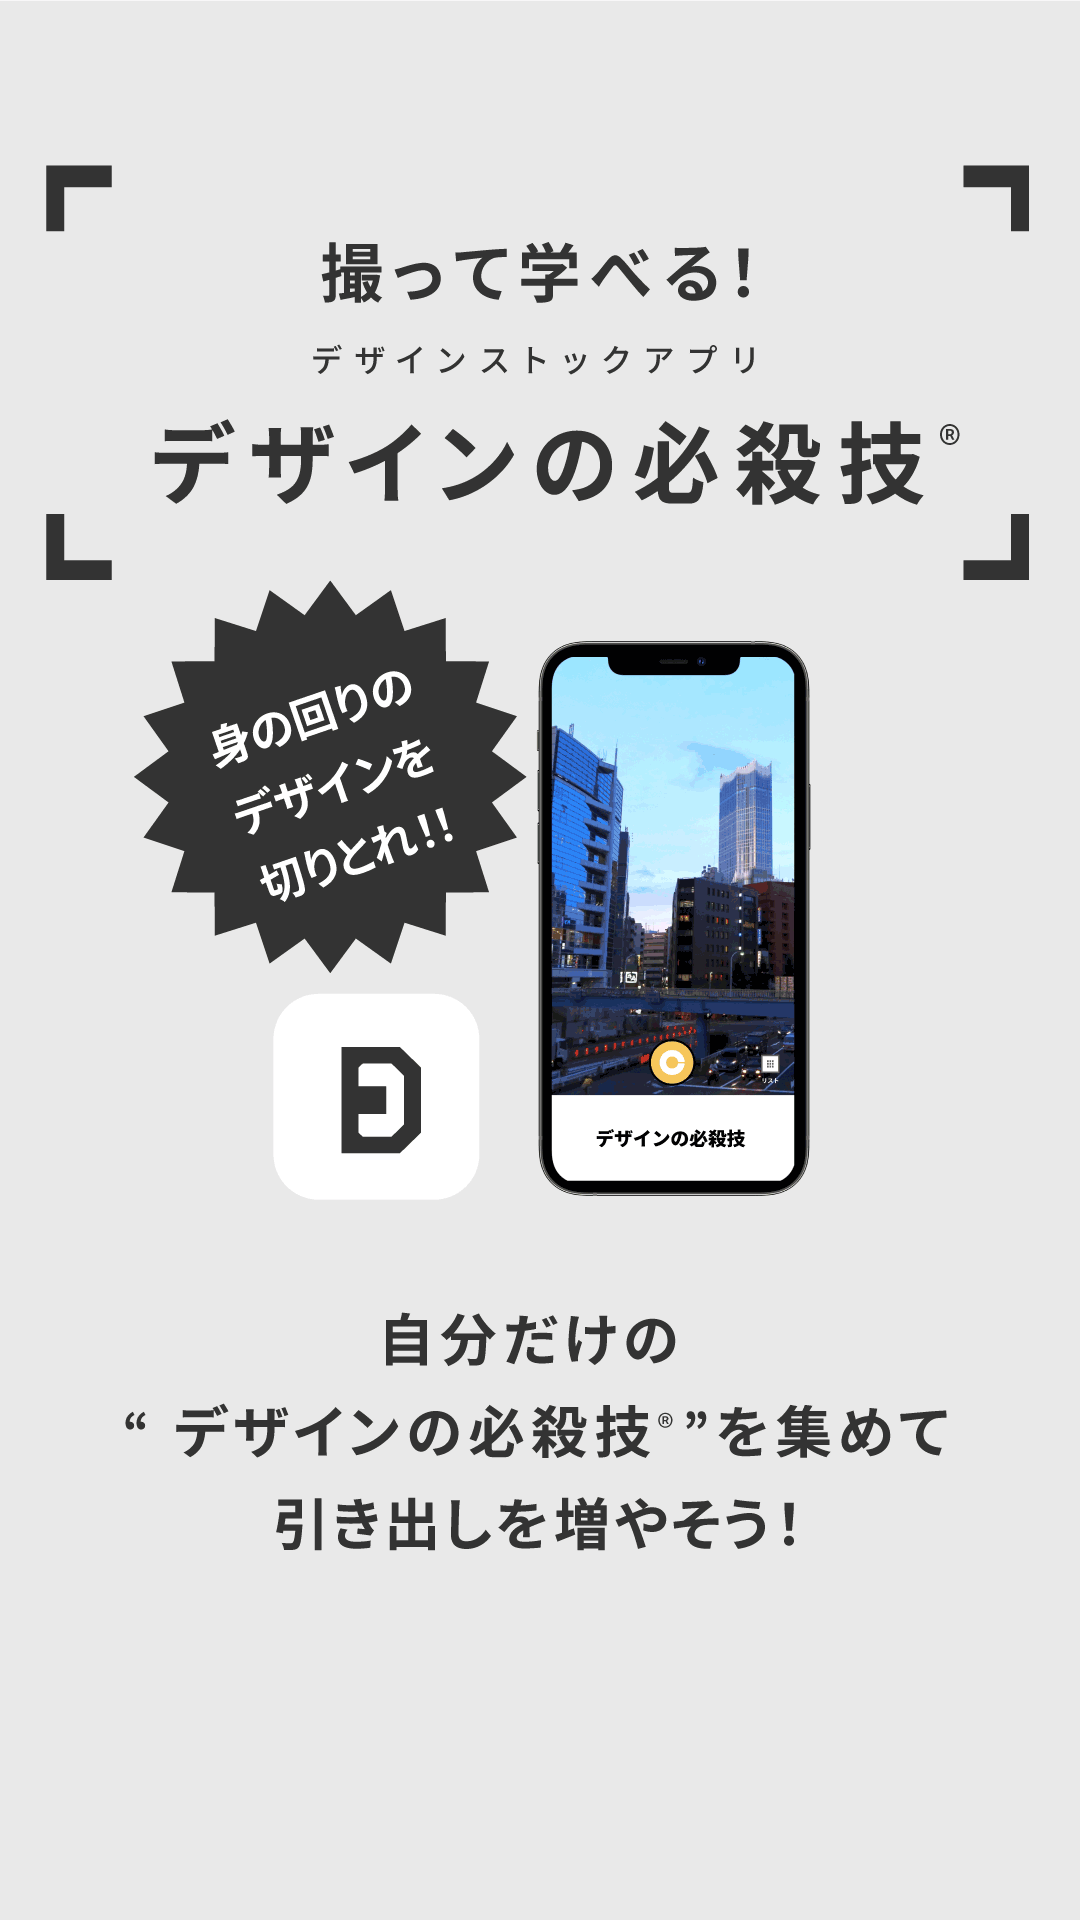 撮って学べる!
デザインストックアプリ
デザインの必殺技®
身の回りの
デザインを
切りとれ!!
リスト
デザインの必殺技
自分だけの
“ デザインの必殺技® ”を集めて
引き出しを増やそう!